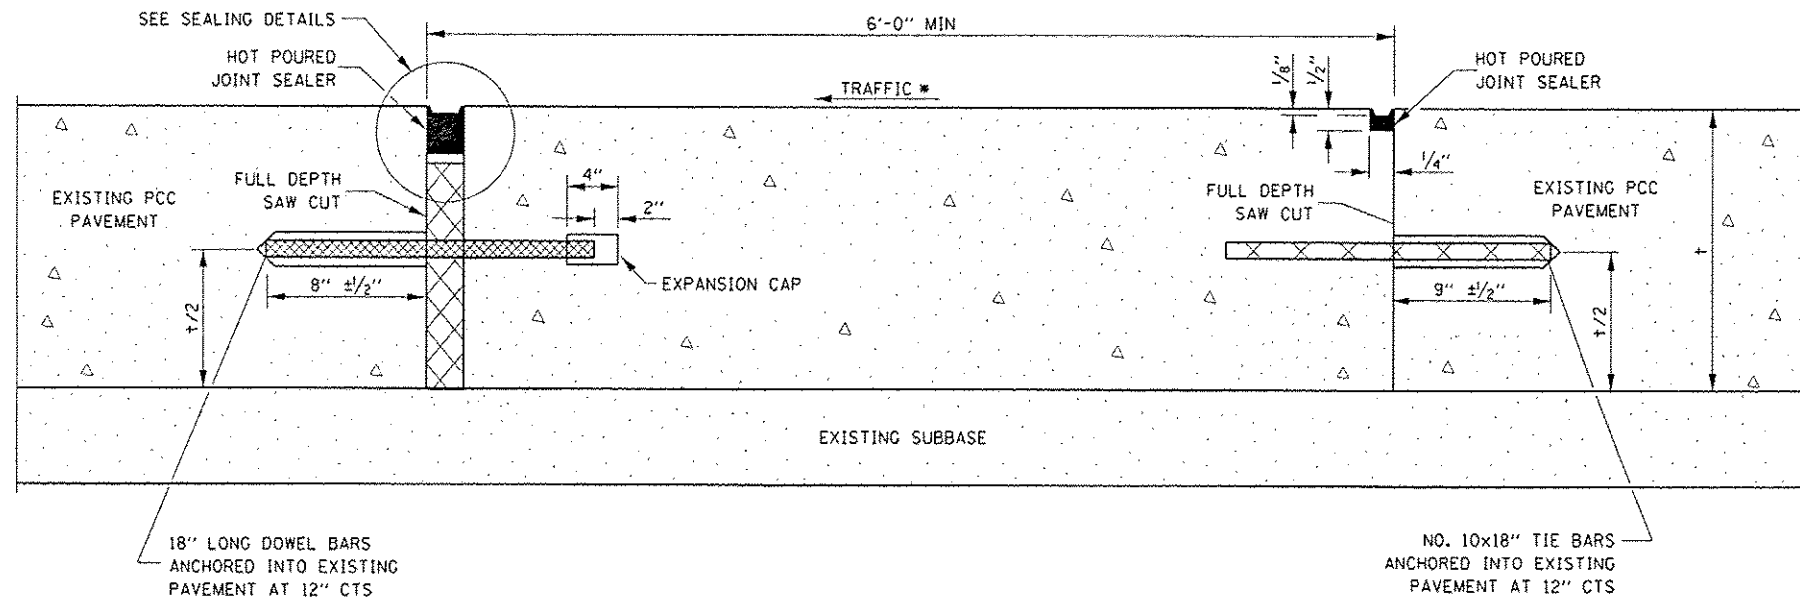 SEE SEALING DETAILS
HOT POURED
JOINT SEALER
6'-0" MIN
TRAFFIC *
1/8"
1/2"
HOT POURED
JOINT SEALER
1/4"
EXISTING PCC
PAVEMENT
FULL DEPTH
SAW CUT
4"
2"
EXPANSION CAP
8" ±1/2"
t/2
FULL DEPTH
SAW CUT
EXISTING PCC
PAVEMENT
9" ±1/2"
t/2
t
EXISTING SUBBASE
18" LONG DOWEL BARS
ANCHORED INTO EXISTING
PAVEMENT AT 12" CTS
NO. 10x18" TIE BARS
ANCHORED INTO EXISTING
PAVEMENT AT 12" CTS